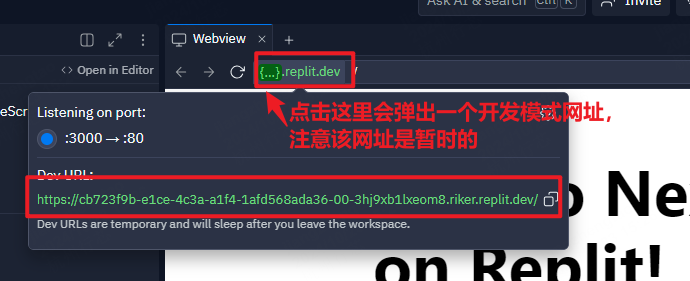 Ask AI & search Ctrl K Invite
Webview
Open in Editor
{...}.replit.dev /
Listening on port:
点击这里会弹出一个开发模式网址，
:3000 → :80
注意该网址是暂时的
Dev URL:
https://cb723f9b-e1ce-4c3a-a1f4-1afd568ada36-00-3hj9xb1lxeom8.riker.replit.dev/
Dev URLs are temporary and will sleep after you leave the workspace.
on Replit!